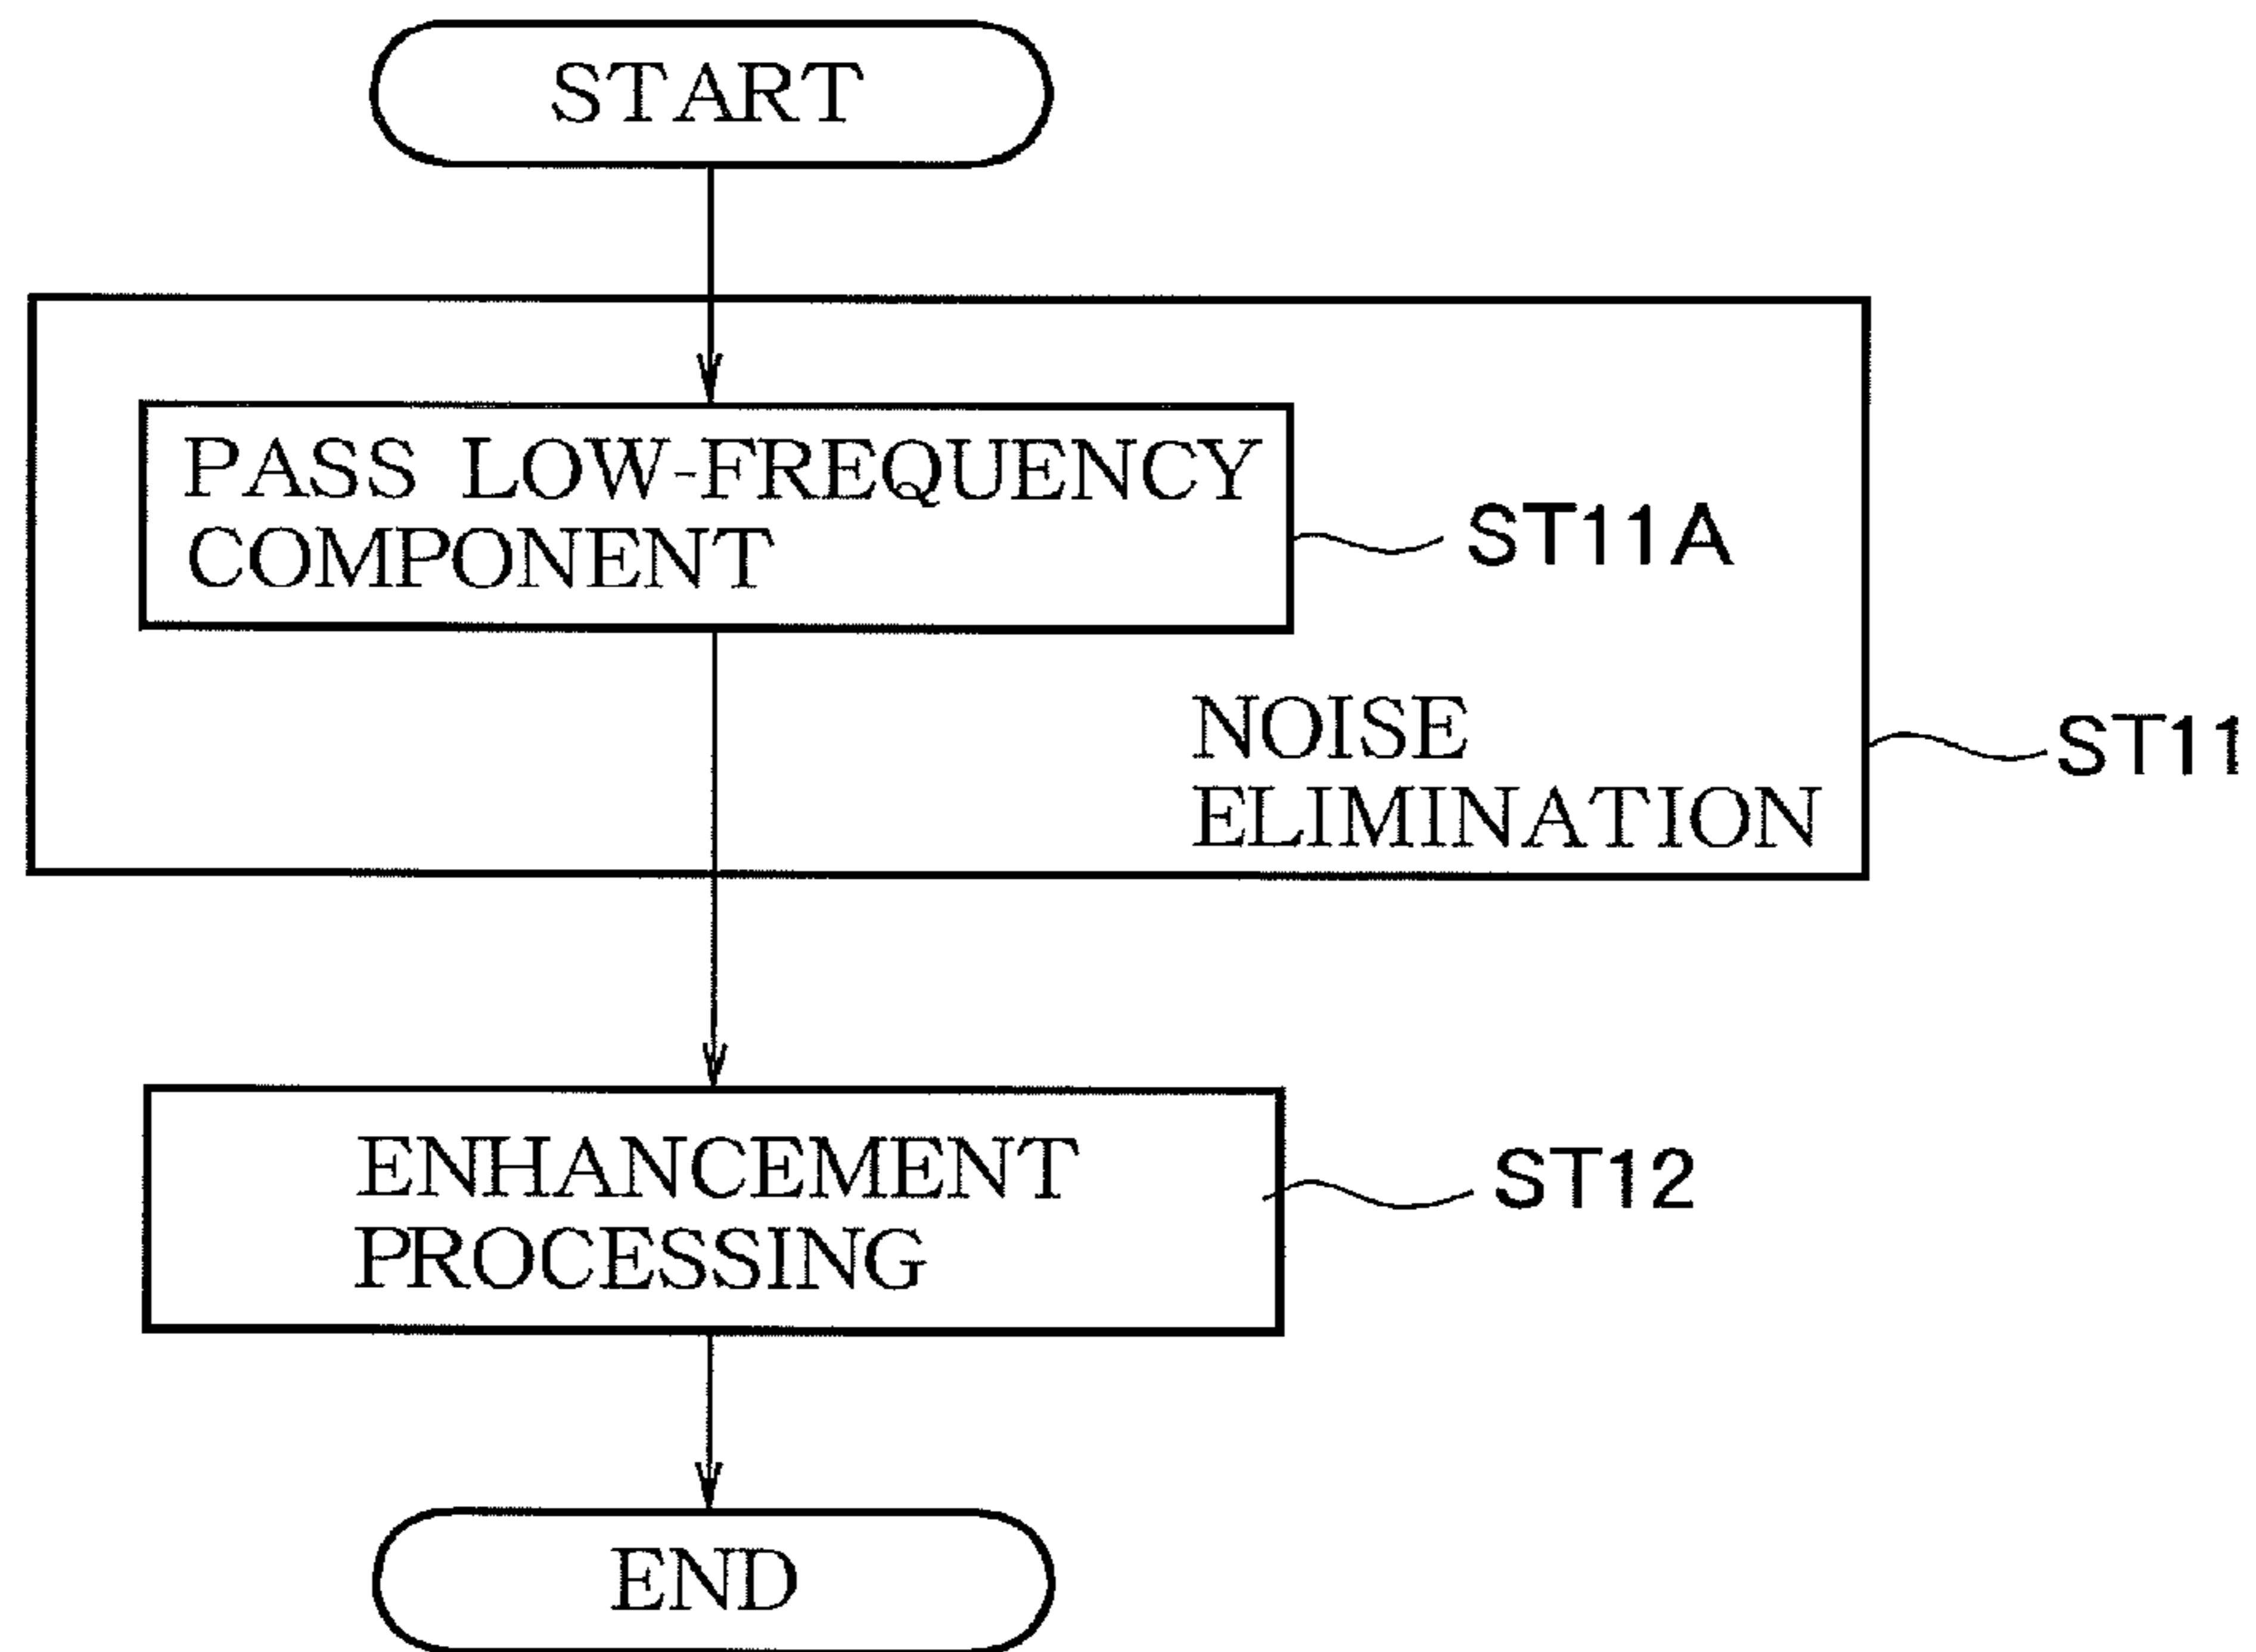 START
PASS LOW-FREQUENCY
COMPONENT
ST11A
NOISE
ELIMINATION
ST11
ENHANCEMENT
PROCESSING
ST12
END